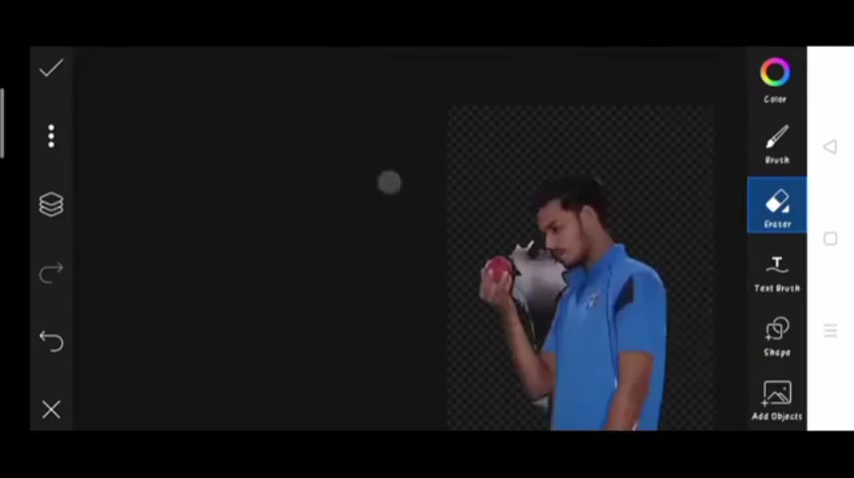 Color
Brush
Eraser
Text Brush
Shape
Add Objects